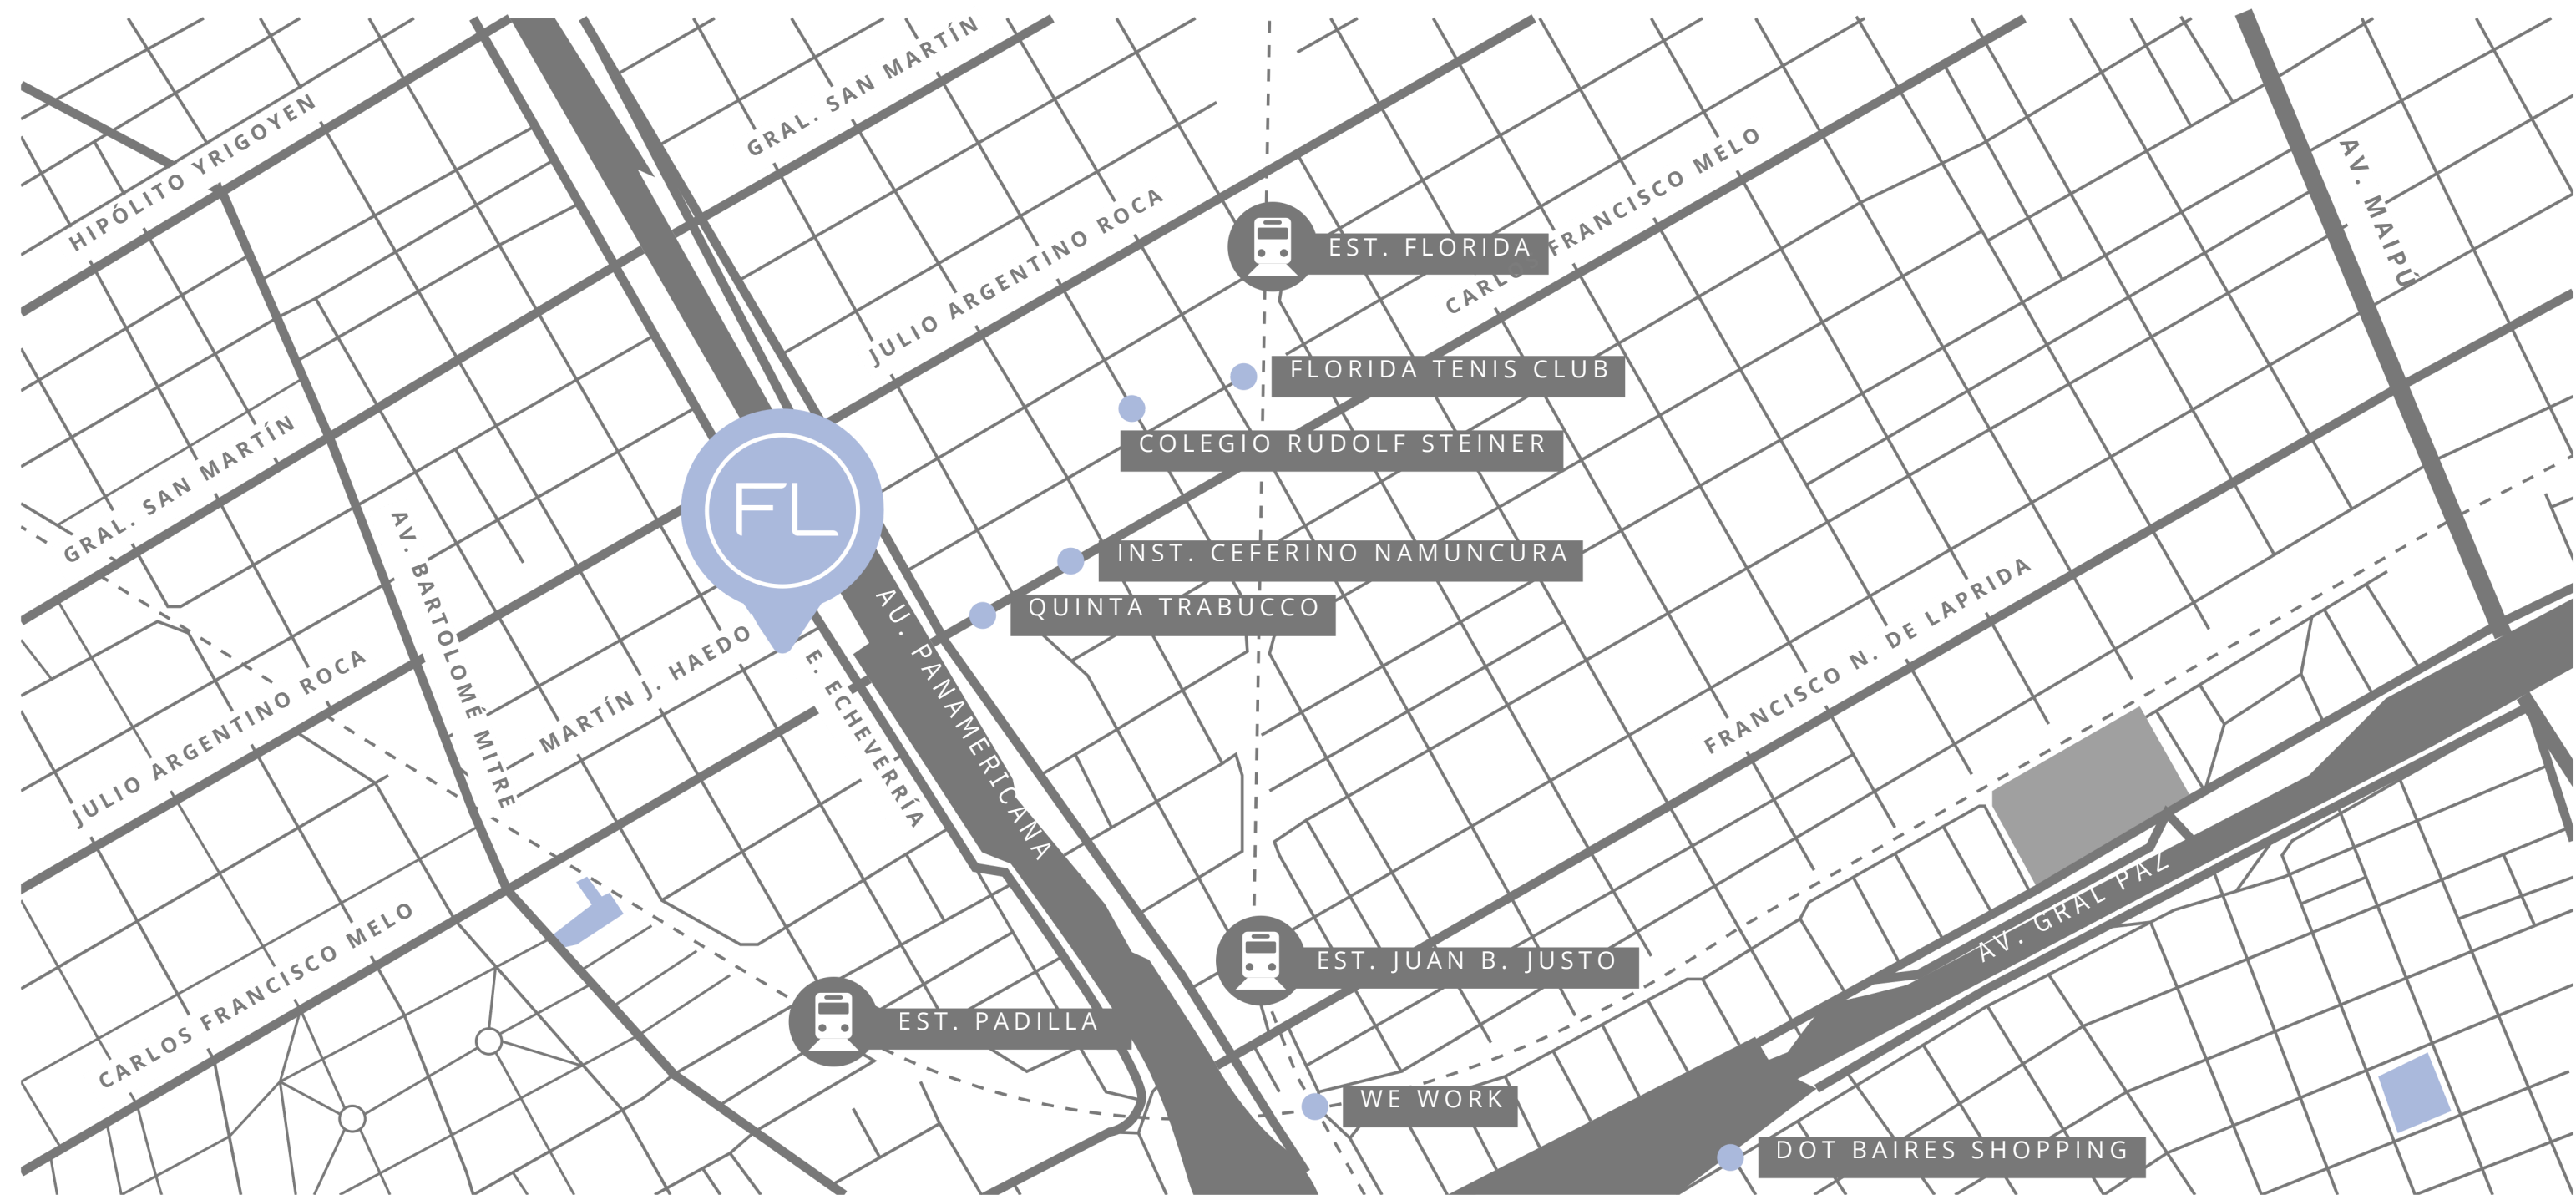 HIPÓLITO YRIGOYEN
GRAL. SAN MARTÍN
AV. MAIPÚ
JULIO ARGENTINO ROCA
CARLOS FRANCISCO MELO
EST. FLORIDA
FLORIDA TENIS CLUB
COLEGIO RUDOLF STEINER
GRAL. SAN MARTÍN
FL
AV. BARTOLOMÉ MITRE
INST. CEFERINO NAMUNCURA
QUINTA TRABUCCO
AU. PANAMERICANA
MARTÍN J. HAEDO
E. ECHEVERRÍA
FRANCISCO N. DE LAPRIDA
JULIO ARGENTINO ROCA
AV. GRAL PAZ
CARLOS FRANCISCO MELO
EST. JUAN B. JUSTO
EST. PADILLA
WE WORK
DOT BAIRES SHOPPING